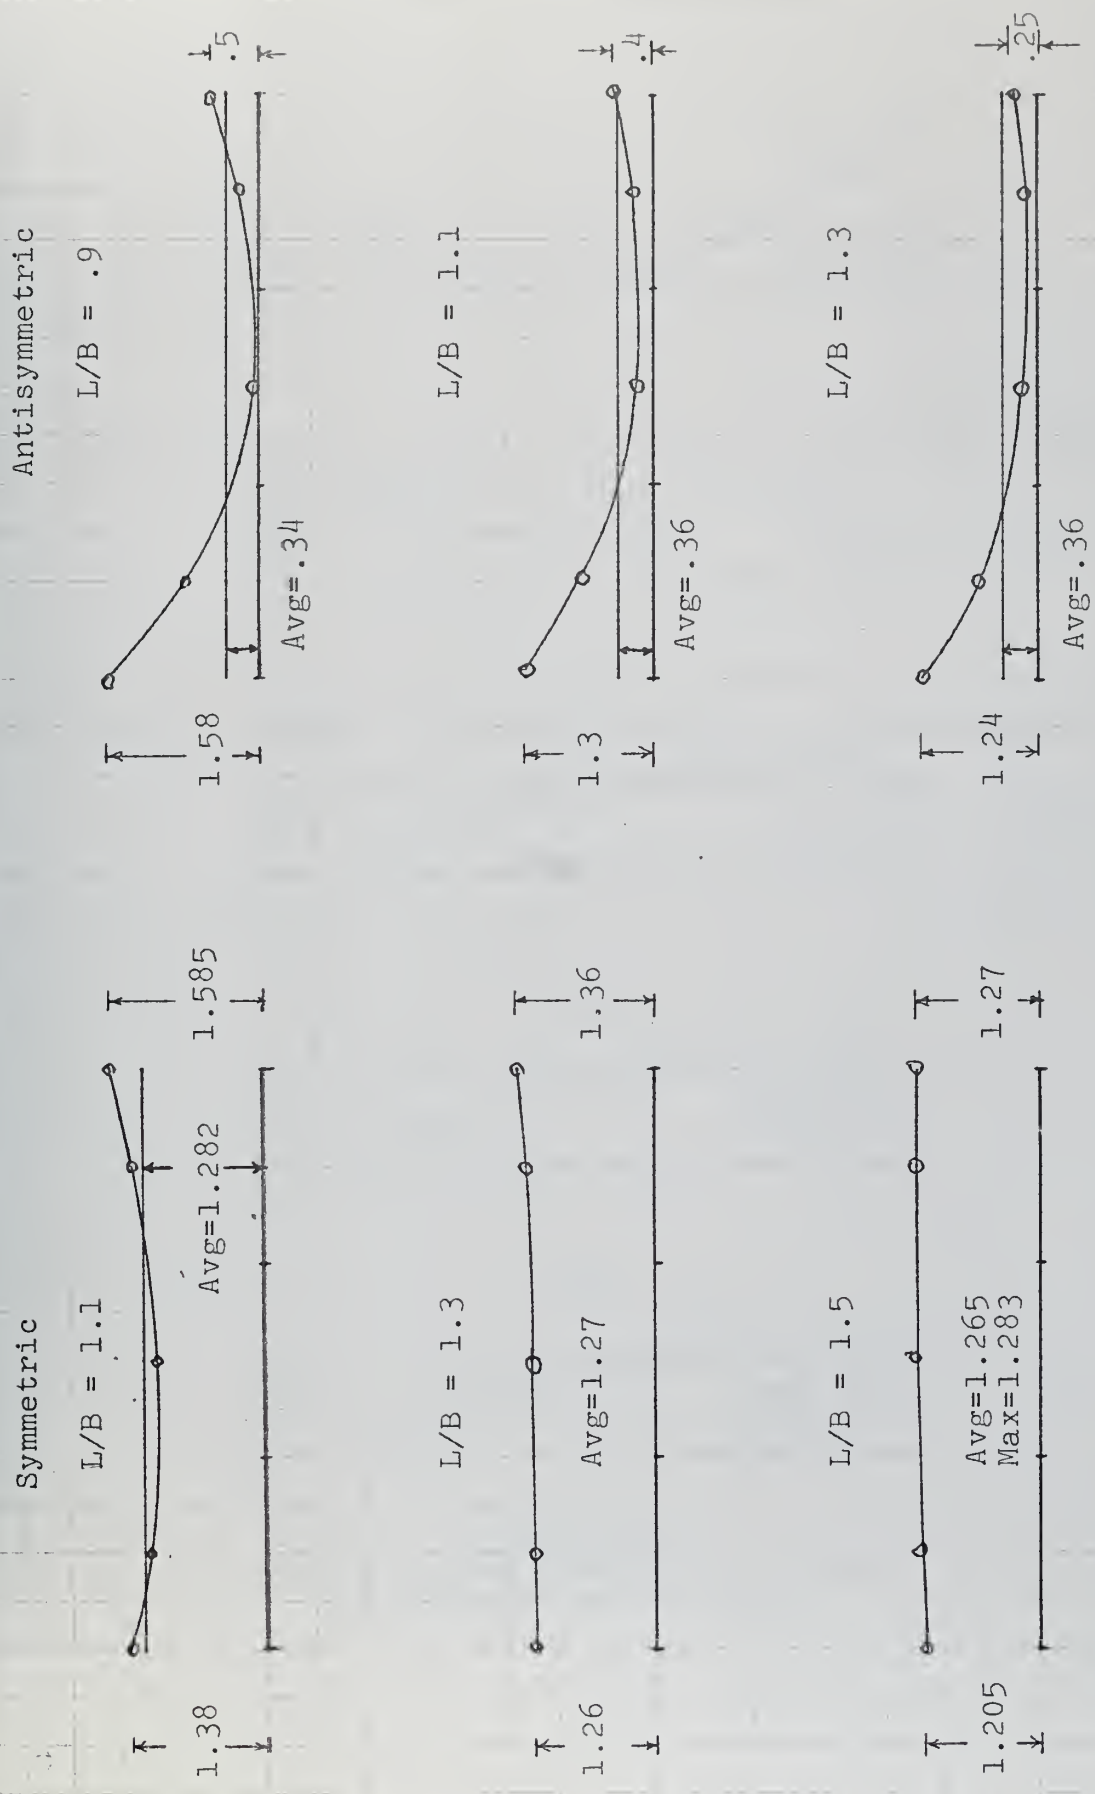 Symmetric
L/B = 1.1
1.38
Avg=1.282
1.585
L/B = 1.3
1.26
Avg=1.27
1.36
L/B = 1.5
1.205
Avg=1.265
Max=1.283
1.27
Antisymmetric
L/B = .9
1.58
Avg=.34
.5
L/B = 1.1
1.3
Avg=.36
.4
L/B = 1.3
1.24
Avg=.36
.25